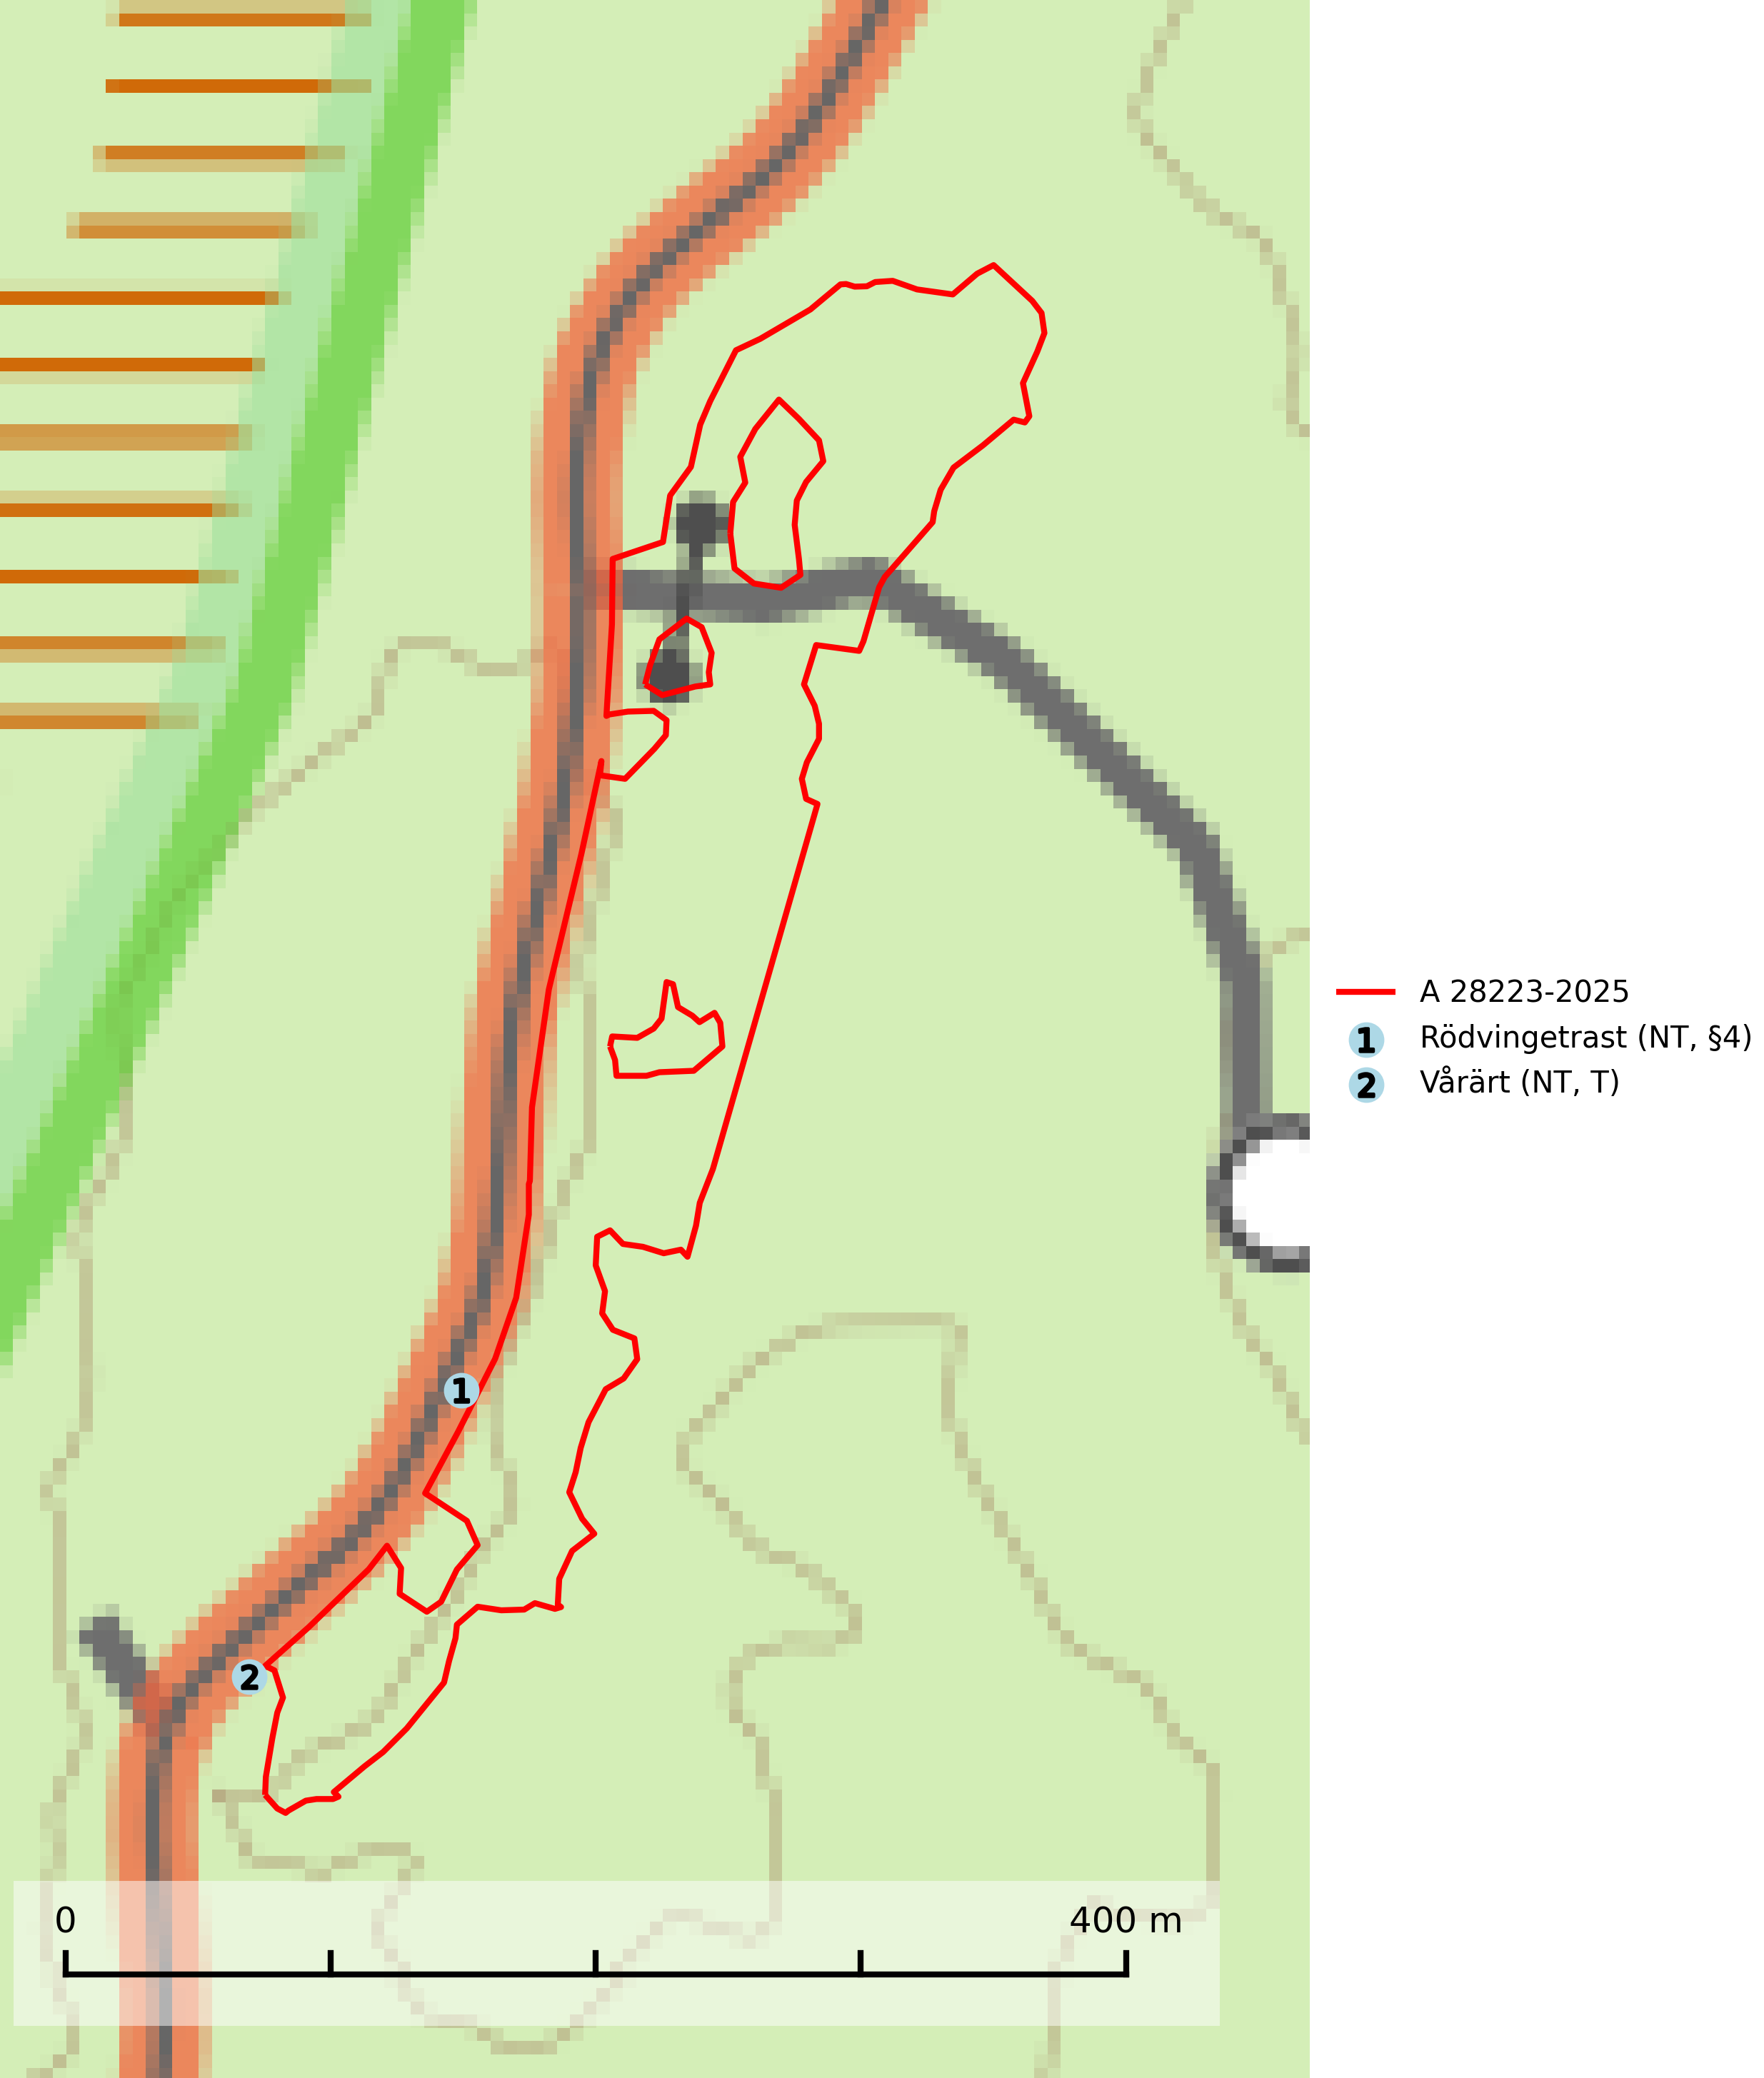 A 28223-2025
1 Rödvingetrast (NT, §4)
2 Vårärt (NT, T)
1
2
0 400 m